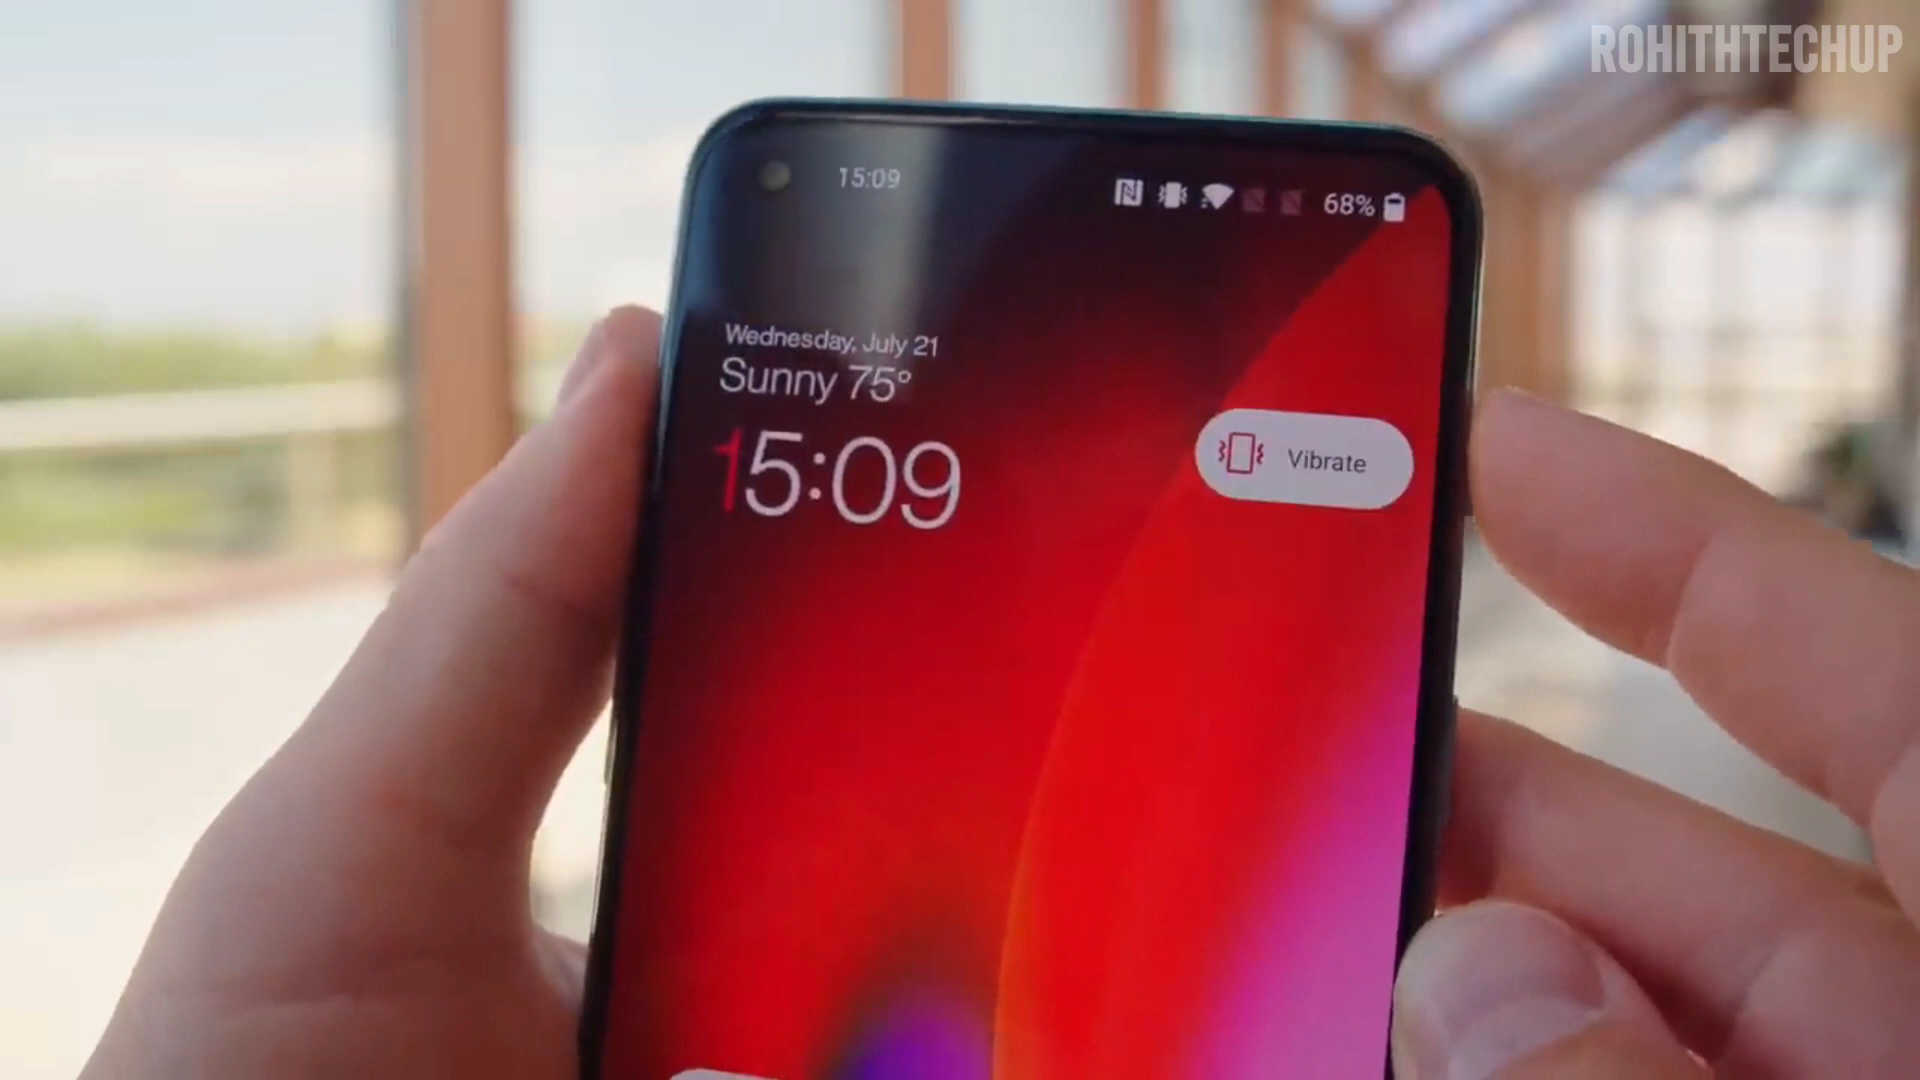 ROHITHTECHUP
15:09
68%
Wednesday, July 21
Sunny 75°
15:09
Vibrate